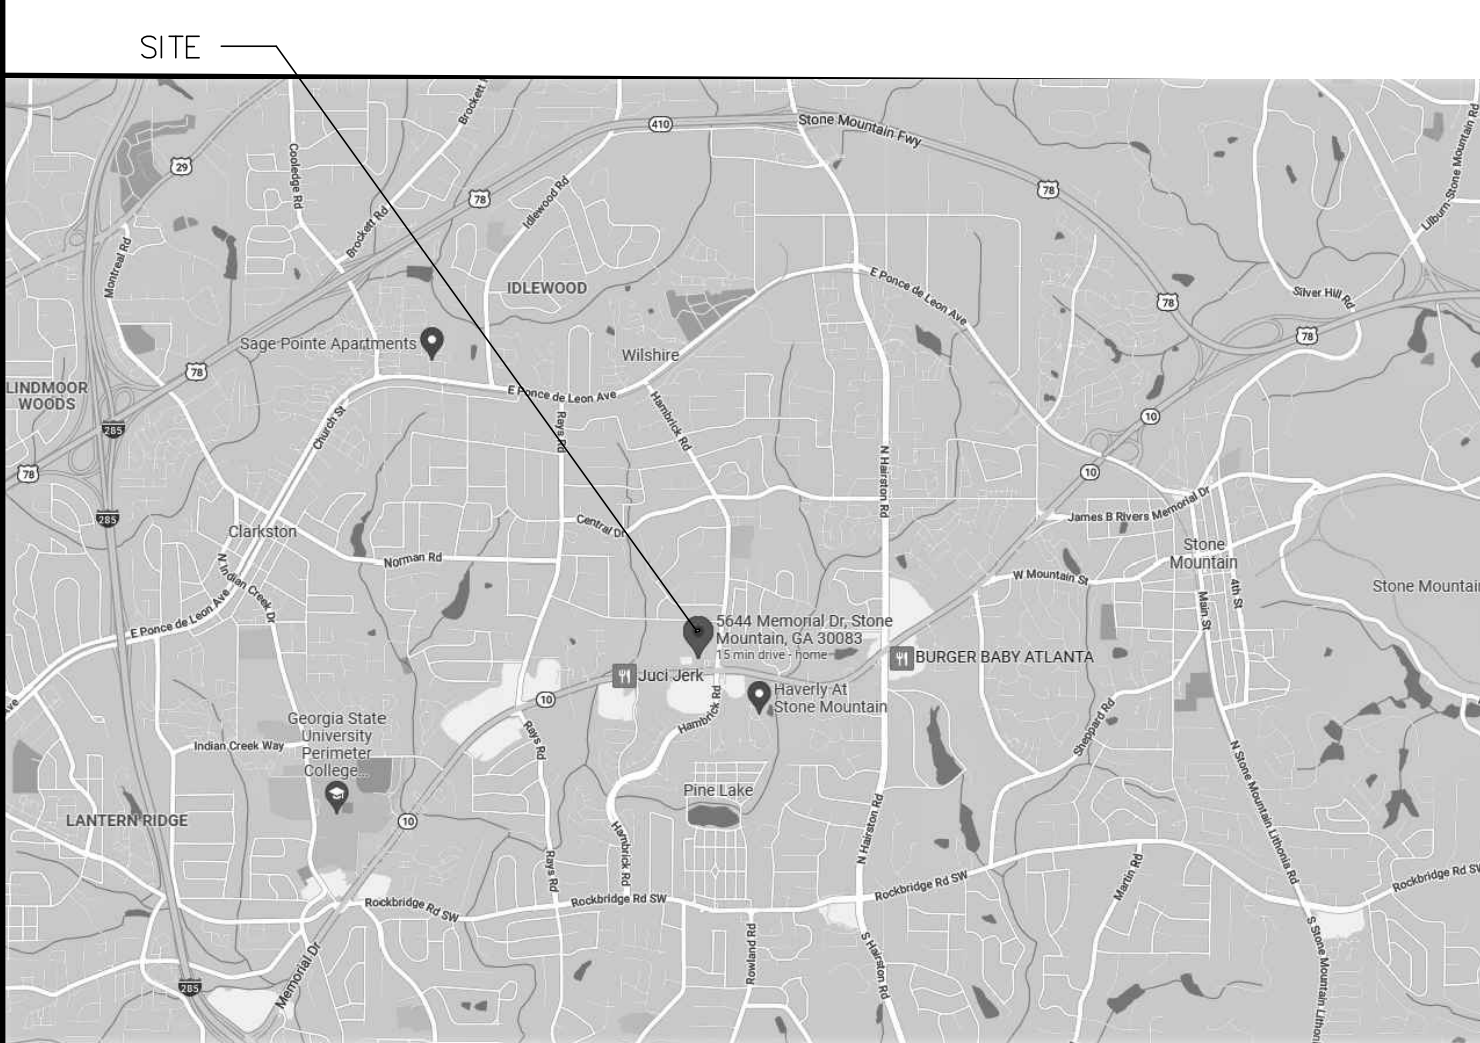 SITE
Brockett
410
Stone Mountain Fwy
Lilburn-Stone Mountain Rd
29
Cooledge Rd
78
78
Idlewood Rd
Brockett Rd
Montreal Rd
IDLEWOOD
E Ponce de Leon Ave
Silver Hill Rd
78
78
Sage Pointe Apartments
Wilshire
78
LINDMOOR
WOODS
E Ponce de Leon Ave
Hambrick Rd
Church St
Rays Rd
10
285
78
N Hairston Rd
10
285
Clarkston
Central Dr
James B Rivers Memorial Dr
Norman Rd
Stone
Mountain
N Indian Creek Dr
W Mountain St
4th St
Main St
Stone Mountai
E Ponce de Leon Ave
5644 Memorial Dr, Stone
Mountain, GA 30083
15 min drive - home
Juci Jerk
BURGER BABY ATLANTA
Haverly At
Stone Mountain
10
Hambrick Rd
Ave
Georgia State
University
Perimeter
College...
Indian Creek Way
Rays Rd
Sheppard Rd
N Stone Mountain Lithonia Rd
Pine Lake
LANTERN RIDGE
10
Hambrick Rd
N Hairston Rd
Rays Rd
Martin Rd
Rockbridge Rd SW
Rockbridge Rd SW
Rockbridge Rd SW
Rockbridge Rd SW
Memorial Dr
Rowland Rd
S Hairston Rd
S Stone Mountain Lithon
285